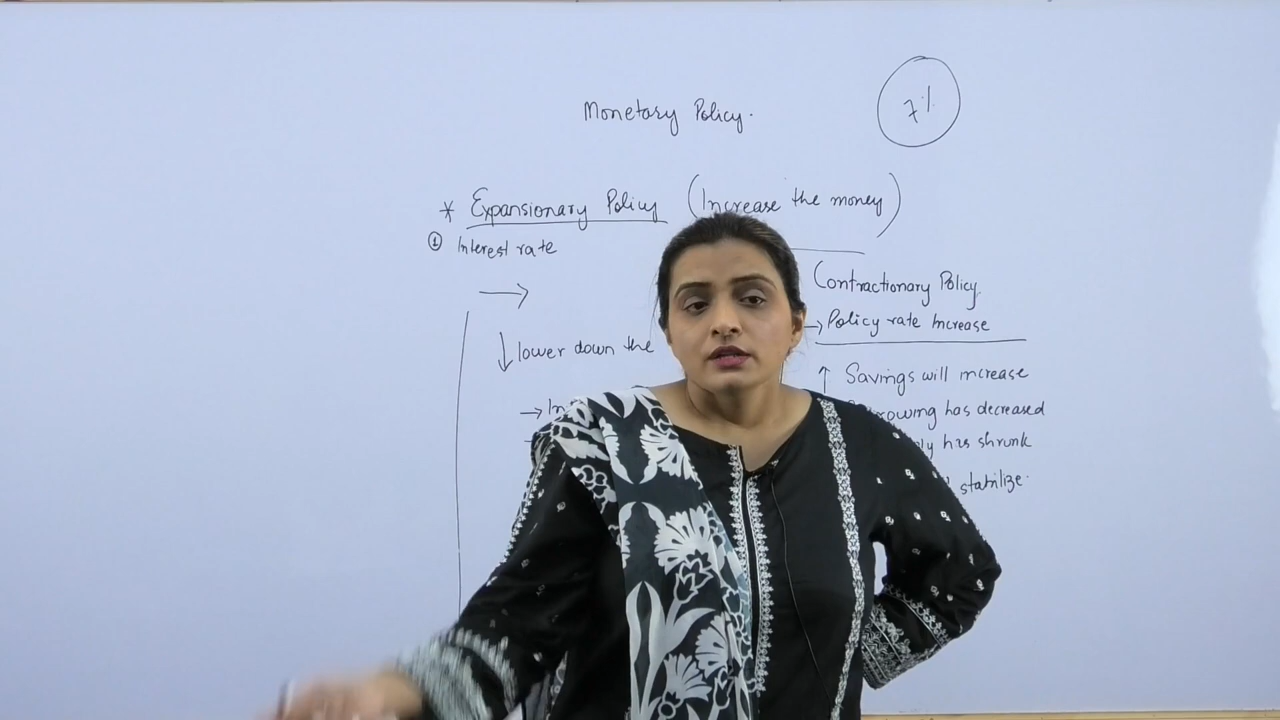 Monetary Policy.
7%
* Expansionary Policy (Increase the money)
① Interest rate
→
↓ lower down the
→
Contractionary Policy.
→ Policy rate Increase
↑ Savings will increase
has decreased
has shrunk
stabilize.